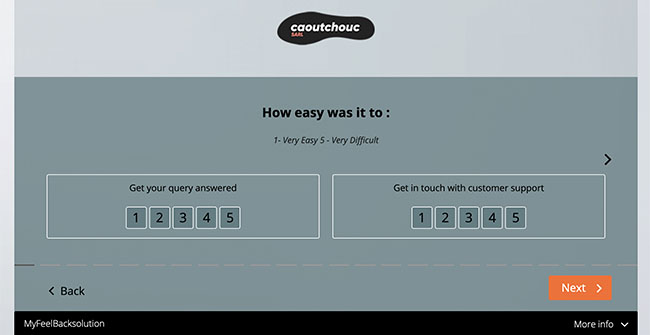 caoutchouc
SARL
How easy was it to :
1- Very Easy 5 - Very Difficult
Get your query answered
1 2 3 4 5
Get in touch with customer support
1 2 3 4 5
Back
Next
MyFeelBacksolution
More info